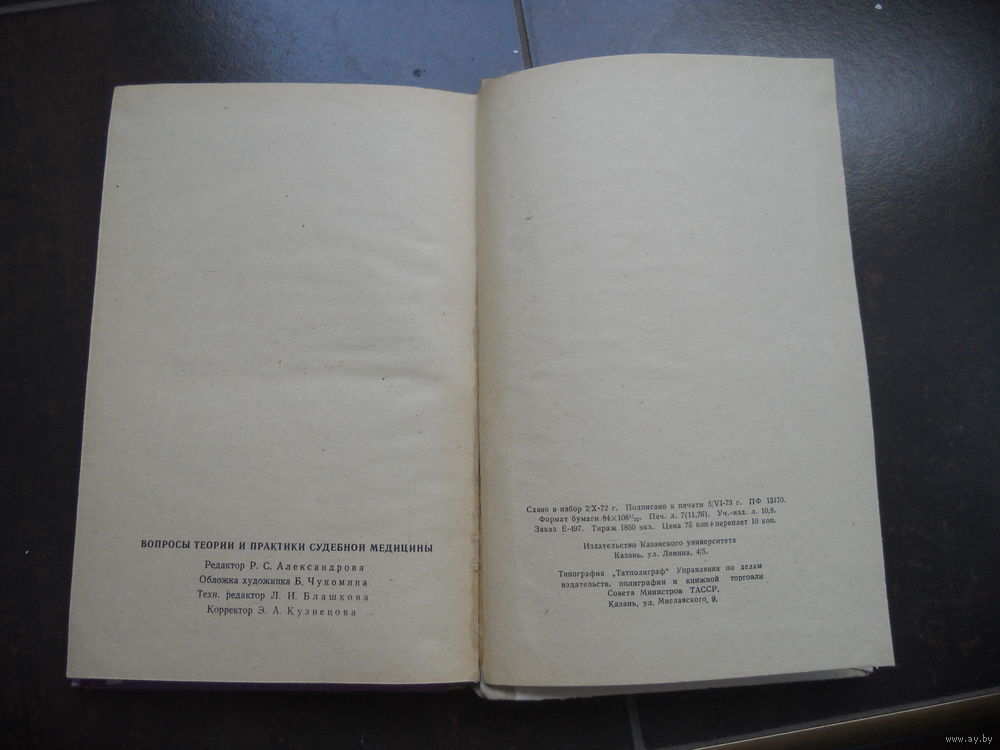 ВОПРОСЫ ТЕОРИИ И ПРАКТИКИ СУДЕБНОЙ МЕДИЦИНЫ
Редактор Р. С. Александрова
Обложка художника Б. Чукомина
Техн. редактор Л. И. Блашкова
Корректор Э. А. Кузнецова
Сдано в набор 2/X-72 г. Подписано к печати 5/VI-73 г. ПФ 13170.
Формат бумаги 84×108¹/₃₂. Печ. л. 7(11,76). Уч.-изд. л. 10,8.
Заказ Е-497. Тираж 1850 экз. Цена 75 коп+переплет 10 коп.
Издательство Казанского университета
Казань, ул. Ленина, 4/5.
Типография „Татполиграф" Управления по делам
издательств, полиграфии и книжной торговли
Совета Министров ТАССР.
Казань, ул. Миславского, 9.
www.ay.by